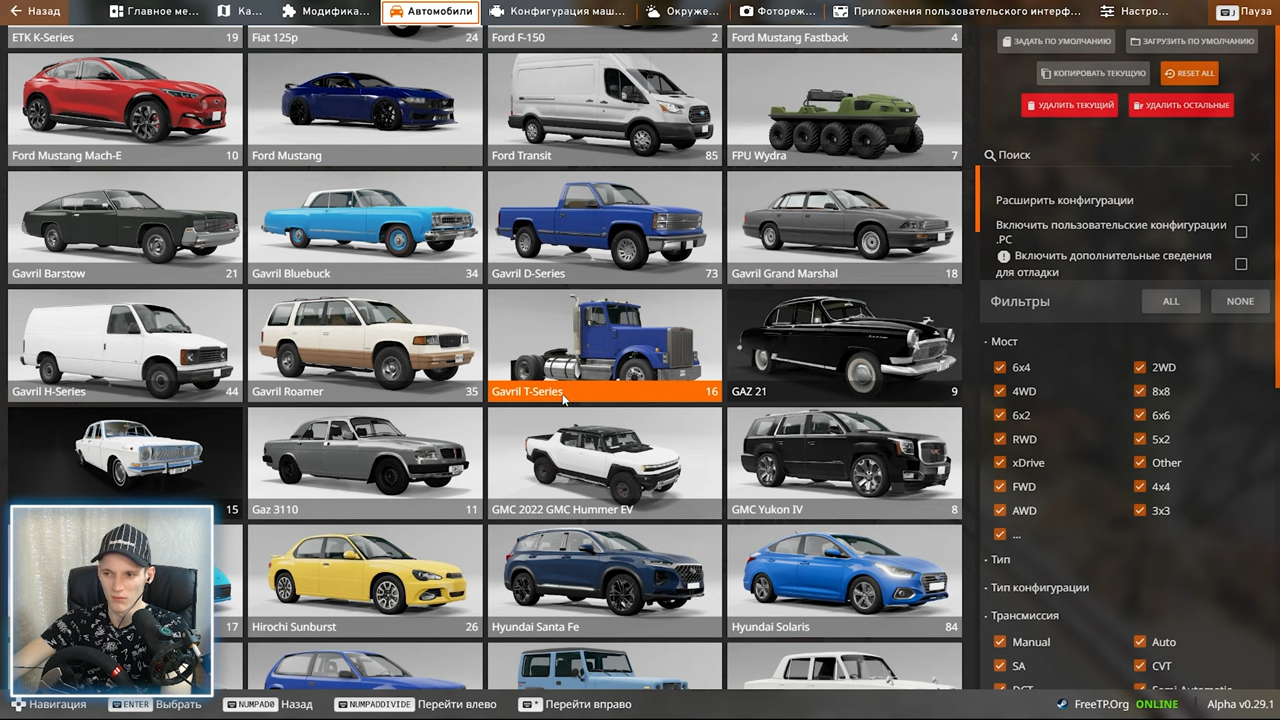 Назад
Главное ме...
Ка...
Модифика...
Автомобили
Конфигурация маш...
Окруже...
Фотореж...
Приложения пользовательского интерф...
Настро...
Пауза
ETK K-Series 19
Fiat 125p 24
Ford F-150 2
Ford Mustang Fastback 4
ЗАДАТЬ ПО УМОЛЧАНИЮ
ЗАГРУЗИТЬ ПО УМОЛЧАНИЮ
КОПИРОВАТЬ ТЕКУЩУЮ
RESET ALL
УДАЛИТЬ ТЕКУЩИЙ
УДАЛИТЬ ОСТАЛЬНЫЕ
Ford Mustang Mach-E 10
Ford Mustang
Ford Transit 85
FPU Wydra 7
Поиск
Расширить конфигурации
Включить пользовательские конфигурации
.PC
Включить дополнительные сведения
для отладки
Gavril Barstow 21
Gavril Bluebuck 34
Gavril D-Series 73
Gavril Grand Marshal 18
Фильтры
ALL
NONE
Мост
6x4
2WD
4WD
8x8
6x2
6x6
RWD
5x2
xDrive
Other
FWD
4x4
AWD
3x3
...
Gavril H-Series 44
Gavril Roamer 35
Gavril T-Series 16
GAZ 21 9
15
Gaz 3110 11
GMC 2022 GMC Hummer EV
GMC Yukon IV 8
Тип
Тип конфигурации
Трансмиссия
Manual
Auto
SA
CVT
17
Hirochi Sunburst 26
Hyundai Santa Fe 6
Hyundai Solaris 84
Навигация
ENTER Выбрать
NUMPAD0 Назад
NUMPADDIVIDE Перейти влево
* Перейти вправо
FreeTP.Org ONLINE
Alpha v0.29.1